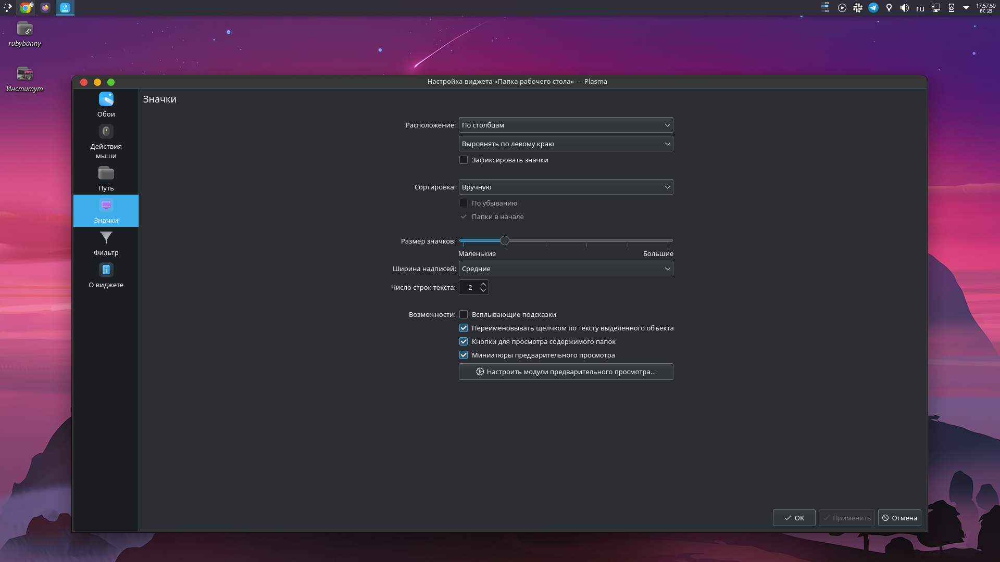 ru
17:57:50
вс 28
rubybunny
Институт
Настройка виджета «Папка рабочего стола» — Plasma
Обои
Действия
мыши
Путь
Значки
Фильтр
О виджете
Значки
Расположение: По столбцам
Выровнять по левому краю
Зафиксировать значки
Сортировка: Вручную
По убыванию
Папки в начале
Размер значков:
Маленькие Большие
Ширина надписей: Средние
Число строк текста: 2
Возможности: Всплывающие подсказки
Переименовывать щелчком по тексту выделенного объекта
Кнопки для просмотра содержимого папок
Миниатюры предварительного просмотра
Настроить модули предварительного просмотра...
ОК Применить Отмена